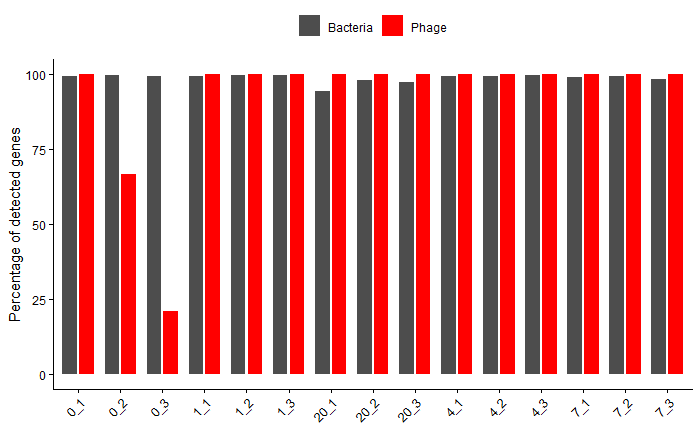 Bacteria Phage
Percentage of detected genes
100
75
50
25
0
0_1 0_2 0_3 1_1 1_2 1_3 20_1 20_2 20_3 4_1 4_2 4_3 7_1 7_2 7_3